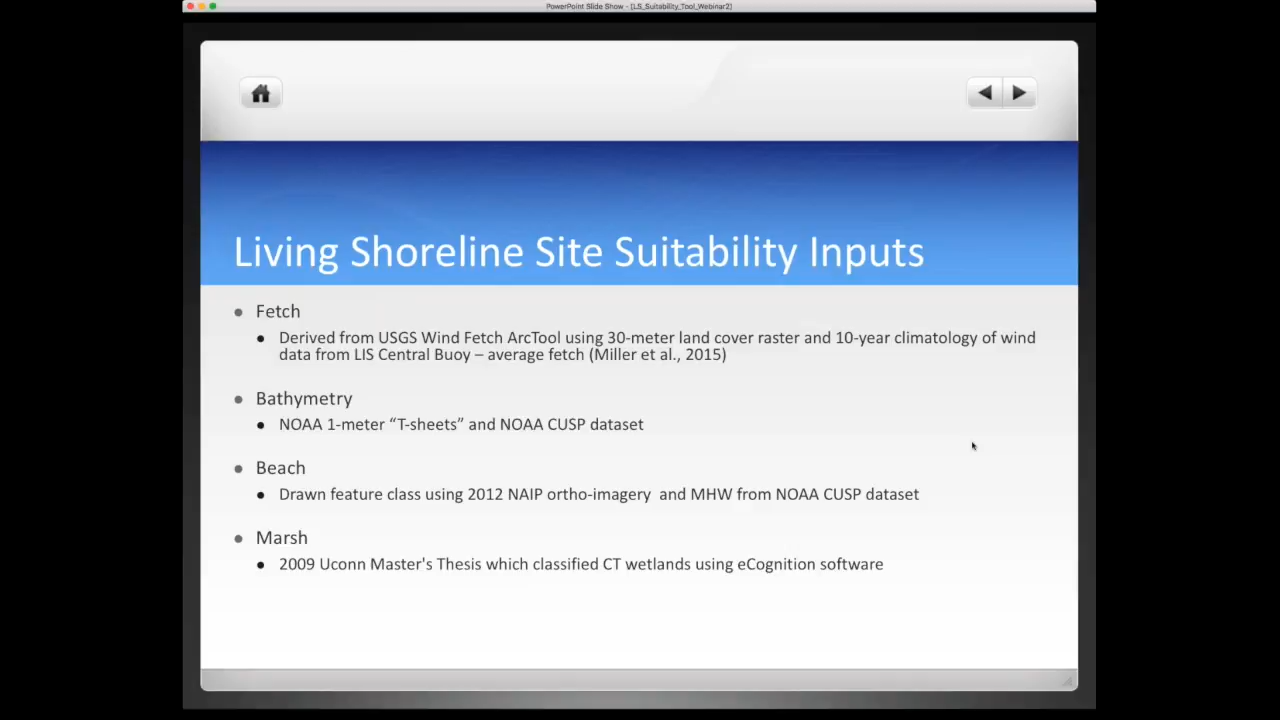 PowerPoint Slide Show - [LS_Suitability_Tool_Webinar2]
Living Shoreline Site Suitability Inputs
Fetch
Derived from USGS Wind Fetch ArcTool using 30-meter land cover raster and 10-year climatology of wind
data from LIS Central Buoy – average fetch (Miller et al., 2015)
Bathymetry
NOAA 1-meter “T-sheets” and NOAA CUSP dataset
Beach
Drawn feature class using 2012 NAIP ortho-imagery  and MHW from NOAA CUSP dataset
Marsh
2009 Uconn Master's Thesis which classified CT wetlands using eCognition software